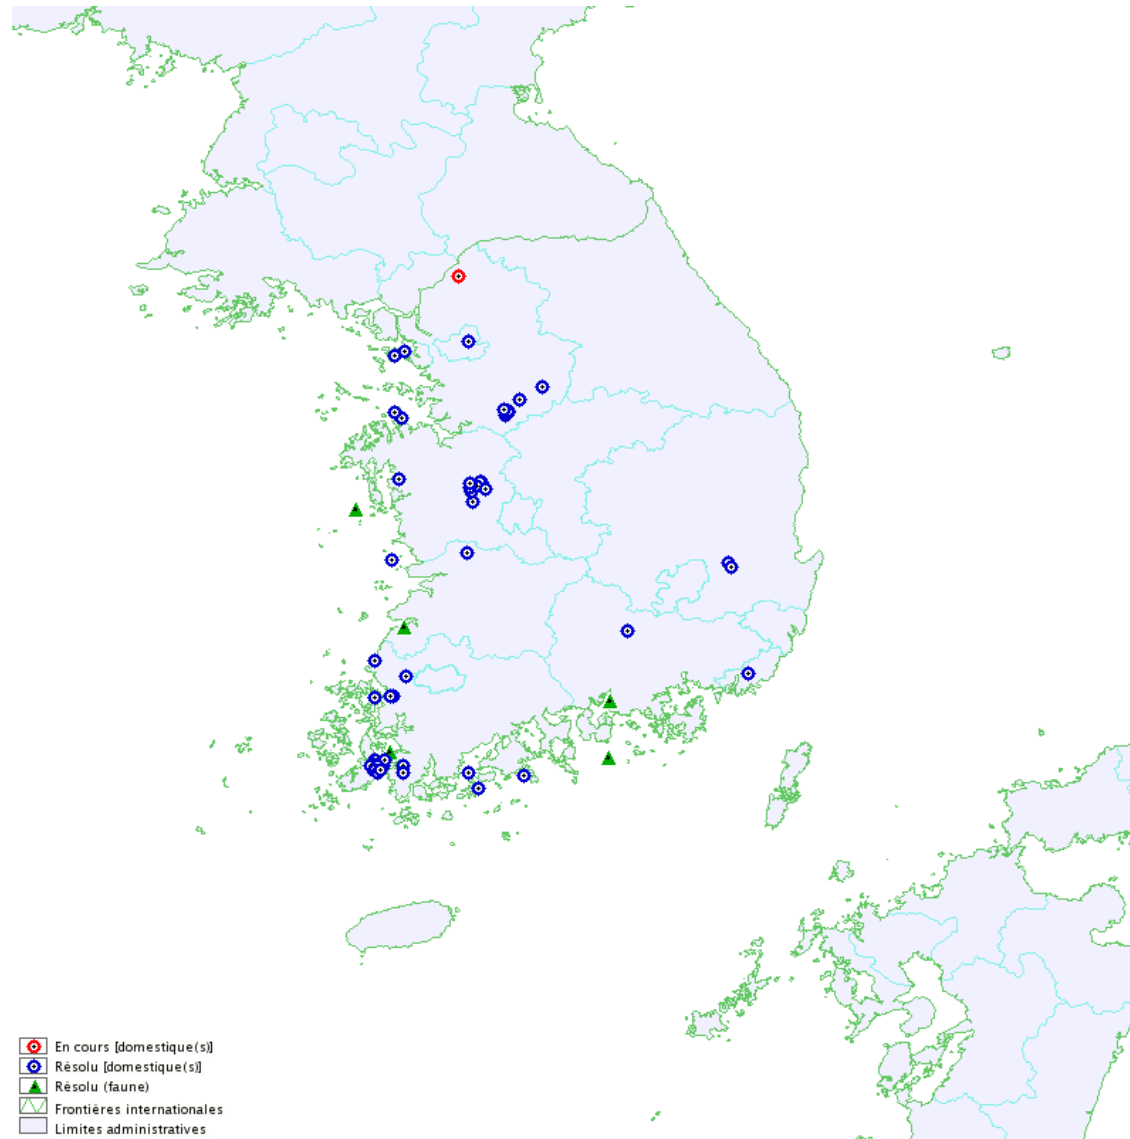 En cours [domestique(s)]
Résolu [domestique(s)]
Résolu (faune)
Frontières internationales
Limites administratives